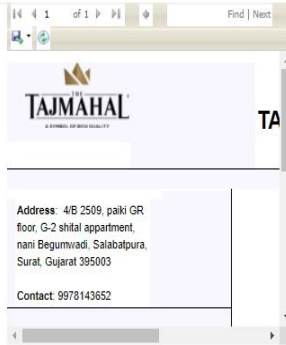 1 of 1 Find | Next
THE
TAJMAHAL
A SYMBOL OF RICH QUALITY
TA
Address: 4/B 2509, paiki GR
floor, G-2 shital appartment,
nani Begumwadi, Salabatpura,
Surat, Gujarat 395003
Contact: 9978143652